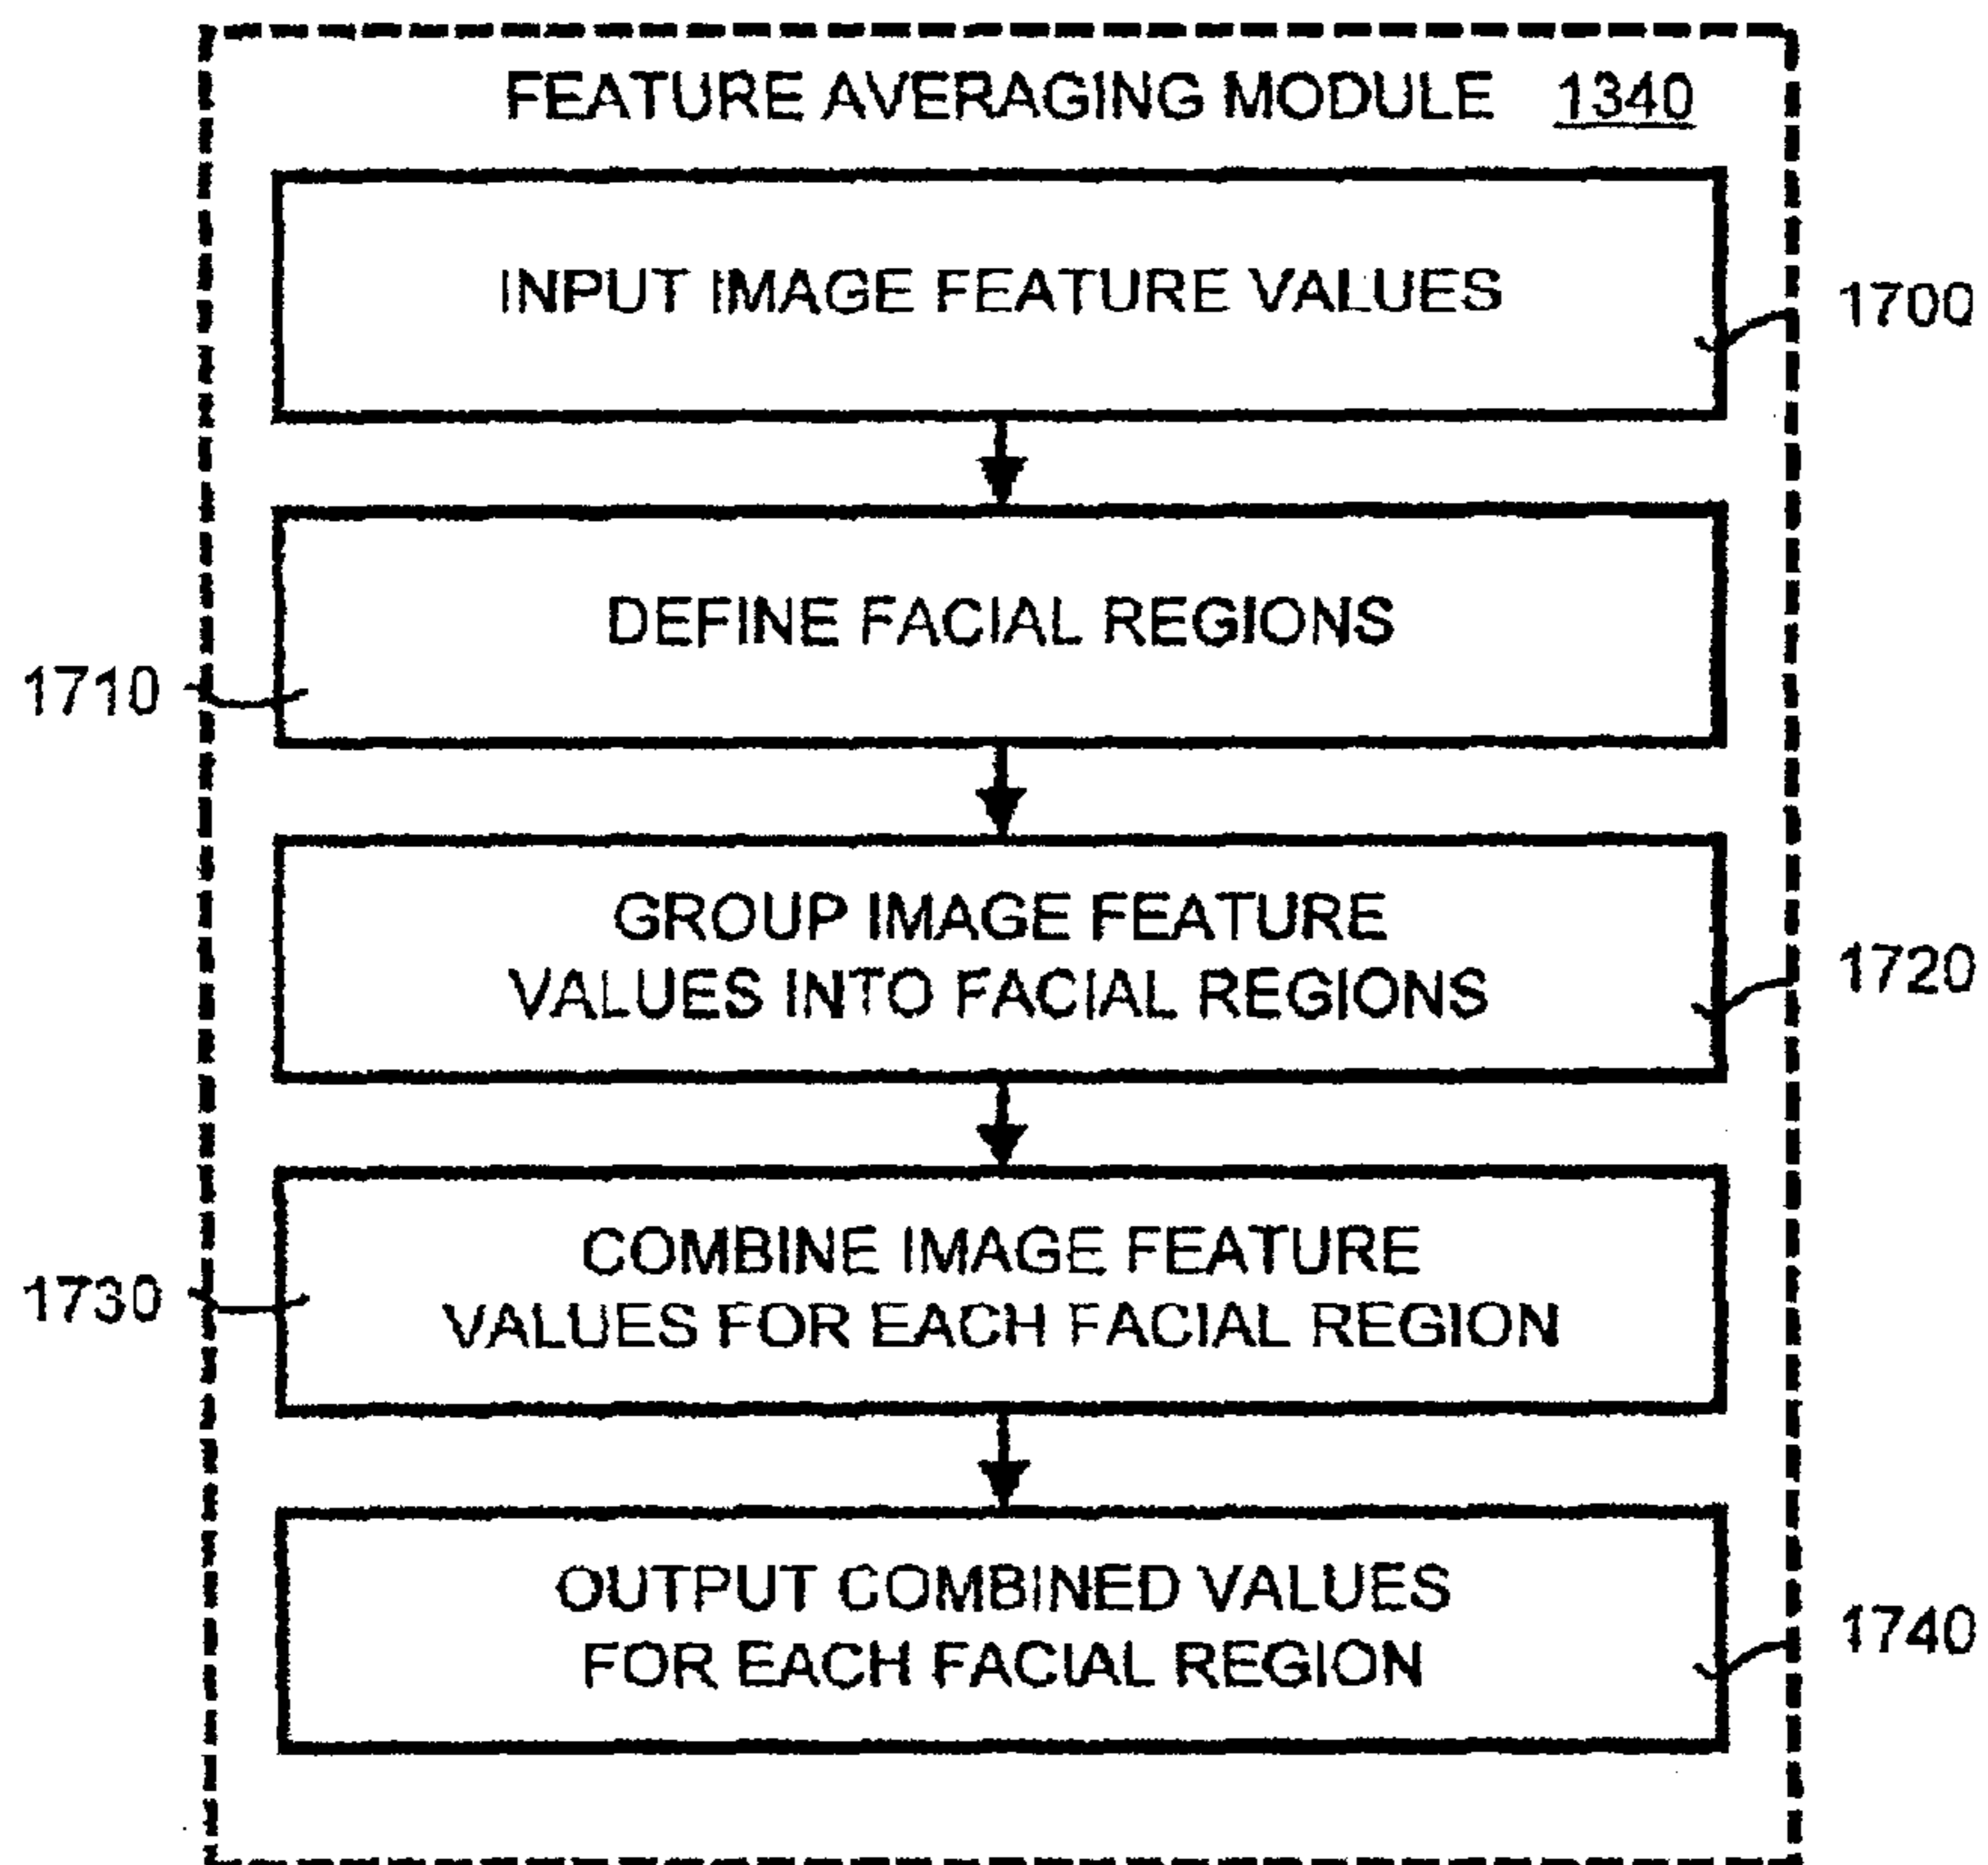 FEATURE AVERAGING MODULE 1340
INPUT IMAGE FEATURE VALUES
1700
DEFINE FACIAL REGIONS
1710
GROUP IMAGE FEATURE
VALUES INTO FACIAL REGIONS
1720
COMBINE IMAGE FEATURE
VALUES FOR EACH FACIAL REGION
1730
OUTPUT COMBINED VALUES
FOR EACH FACIAL REGION
1740